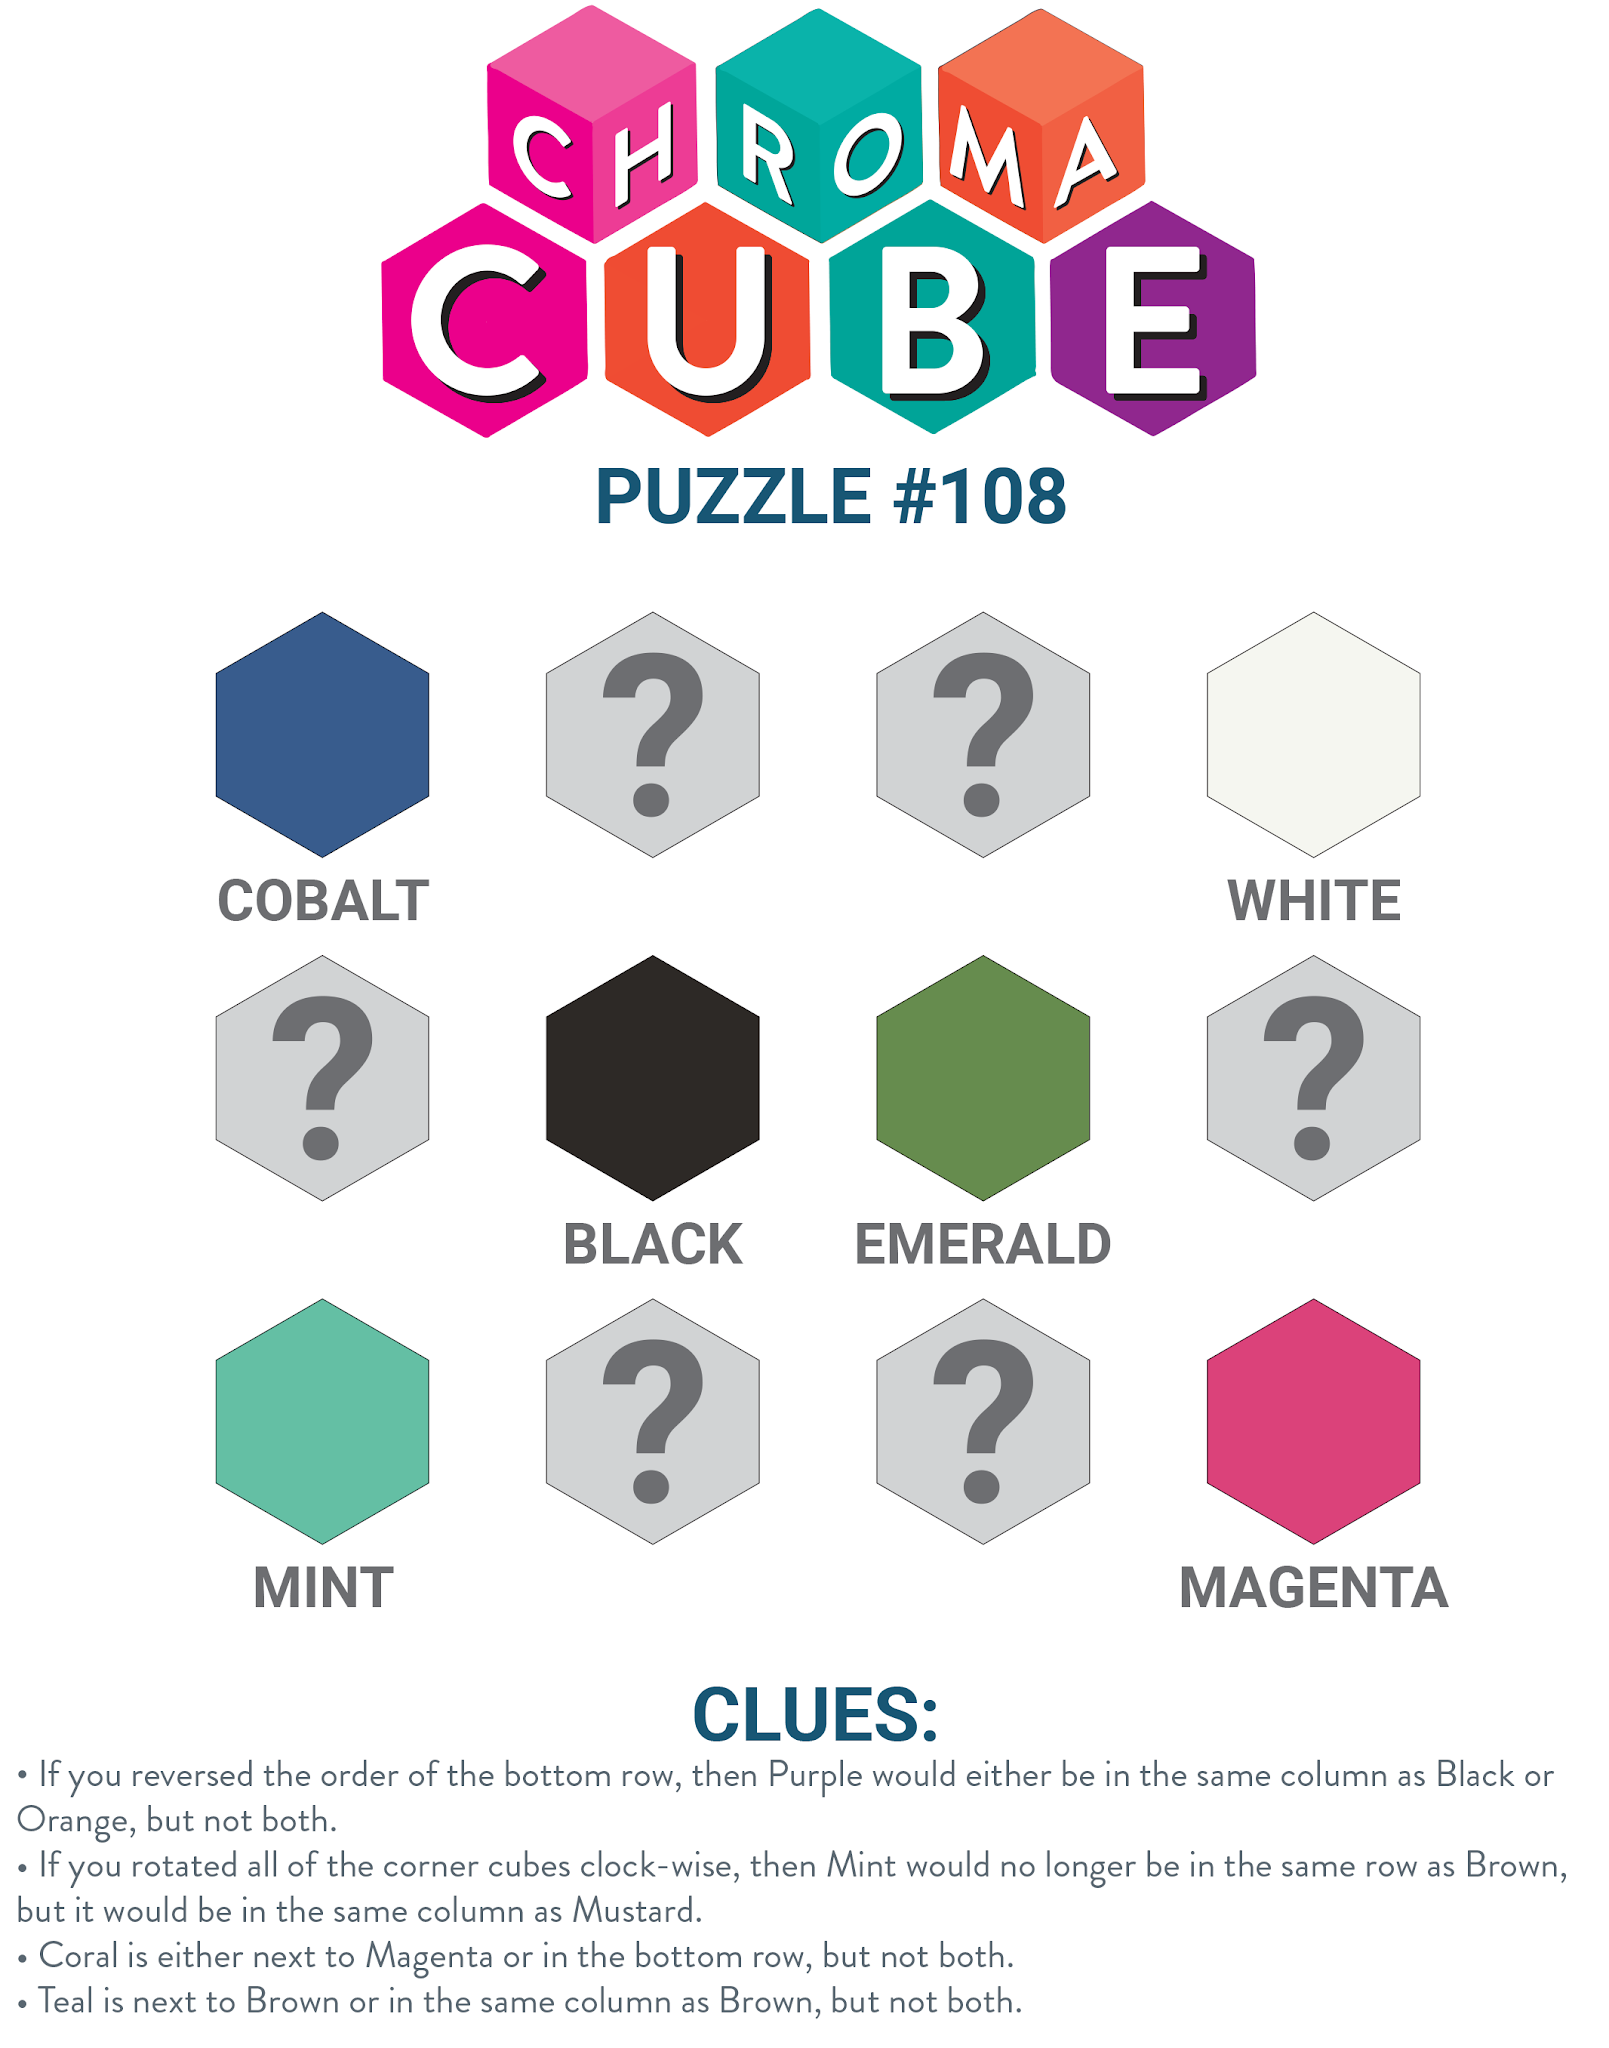 CHROMA
CUBE
PUZZLE #108
?
?
COBALT
WHITE
?
?
BLACK
EMERALD
?
?
MINT
MAGENTA
CLUES:
• If you reversed the order of the bottom row, then Purple would either be in the same column as Black or
Orange, but not both.
• If you rotated all of the corner cubes clock-wise, then Mint would no longer be in the same row as Brown,
but it would be in the same column as Mustard.
• Coral is either next to Magenta or in the bottom row, but not both.
• Teal is next to Brown or in the same column as Brown, but not both.